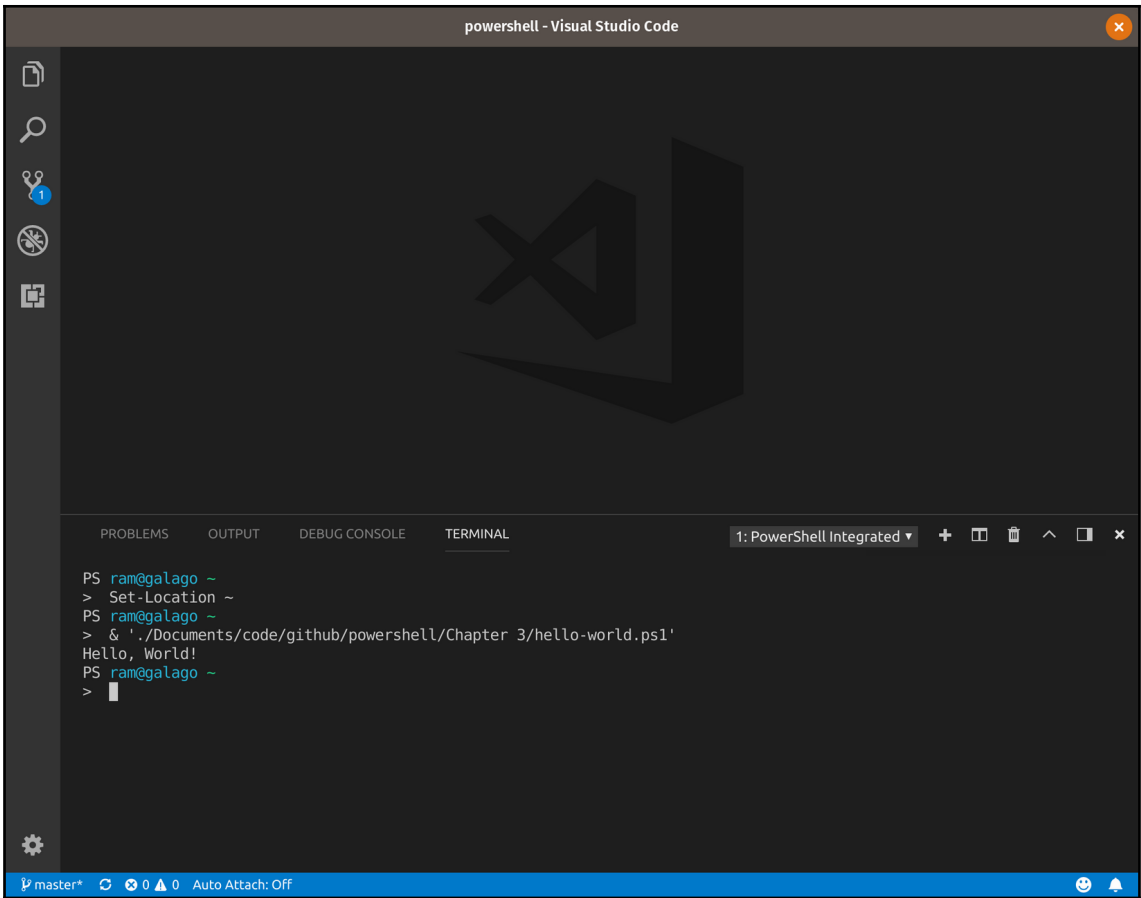 powershell - Visual Studio Code
1
PROBLEMS OUTPUT DEBUG CONSOLE TERMINAL 1: PowerShell Integrated
PS ram@galago ~
> Set-Location ~
PS ram@galago ~
> & './Documents/code/github/powershell/Chapter 3/hello-world.ps1'
Hello, World!
PS ram@galago ~
>
master* 0 0 Auto Attach: Off